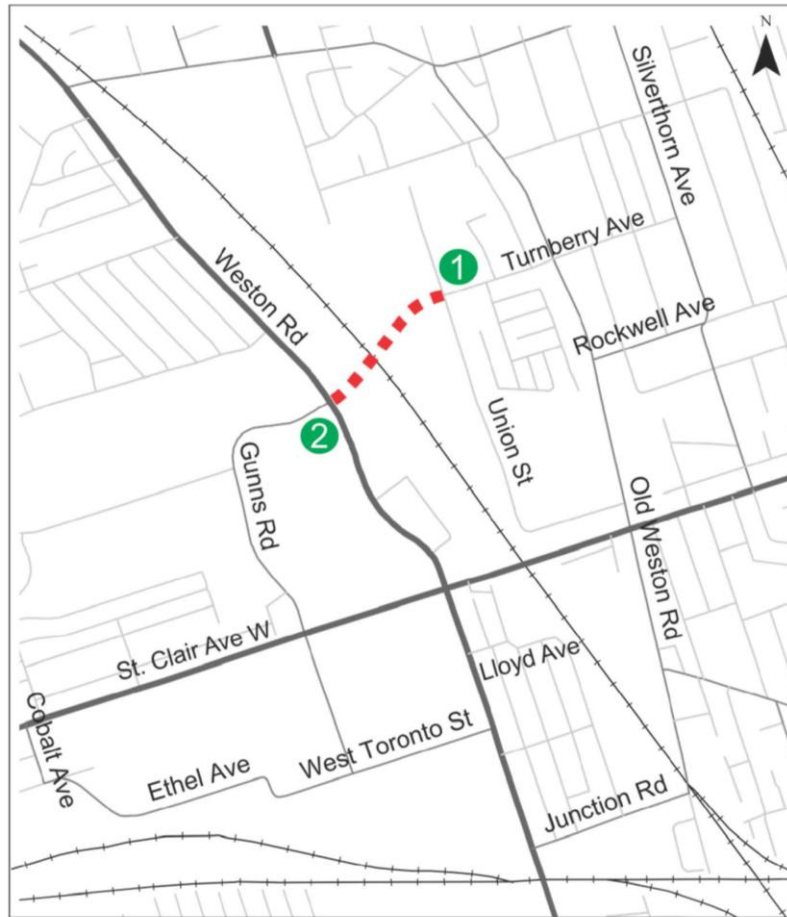 N
Silverthorn Ave
Turnberry Ave
1
Weston Rd
Rockwell Ave
2
Union St
Gunns Rd
Old Weston Rd
St. Clair Ave W
Lloyd Ave
Cobalt Ave
West Toronto St
Ethel Ave
Junction Rd